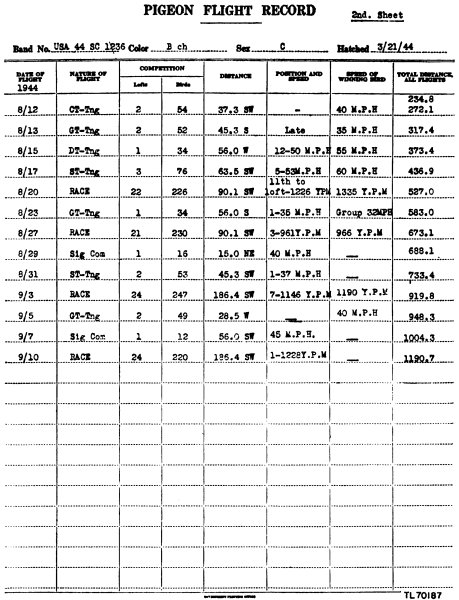 PIGEON FLIGHT RECORD
2nd. Sheet
Band No. USA 44 SC 1236 Color B ch Sex C Hatched 3/21/44
DATE OF FLIGHT NATURE OF FLIGHT COMPETITION Lofts Birds DISTANCE POSITION AND SPEED SPEED OF WINNING BIRD TOTAL DISTANCE, ALL FLIGHTS
1944
234.8
8/12 CT-Tng 2 54 37.3 SW - 40 M.P.H 272.1
8/13 GT-Tng 2 52 45.3 S Late 35 M.P.H 317.4
8/15 DT-Tng 1 34 56.0 W 12-50 M.P.H 55 M.P.H 373.4
8/17 ST-Tng 3 76 63.5 SW 5-53M.P.H 60 M.P.H 436.9
11th to
8/20 RACE 22 226 90.1 SW loft-1226 YPM 1335 Y.P.M 527.0
8/23 GT-Tng 1 34 56.0 S 1-35 M.P.H Group 32MPH 583.0
8/27 RACE 21 230 90.1 SW 3-961Y.P.M 966 Y.P.M 673.1
8/29 Sig Com 1 16 15.0 NE 40 M.P.H — 688.1
8/31 ST-Tng 2 53 45.3 SW 1-37 M.P.H — 733.4
9/3 RACE 24 247 186.4 SW 7-1146 Y.P.M 1190 Y.P.M 919.8
9/5 GT-Tng 2 49 28.5 W — 40 M.P.H 948.3
9/7 Sig Com 1 12 56.0 SW 45 M.P.H. — 1004.3
9/10 RACE 24 220 186.4 SW 1-1228Y.P.M — 1190.7
TL70187